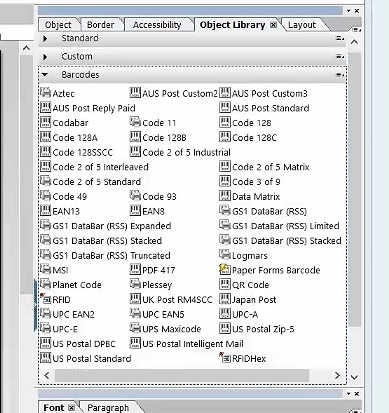 Object Border Accessibility Object Library Layout
Standard
Custom
Barcodes
Aztec AUS Post Custom2 AUS Post Custom3
AUS Post Reply Paid AUS Post Standard
Codabar Code 11 Code 128
Code 128A Code 128B Code 128C
Code 128SSCC Code 2 of 5 Industrial
Code 2 of 5 Interleaved Code 2 of 5 Matrix
Code 2 of 5 Standard Code 3 of 9
Code 49 Code 93 Data Matrix
EAN13 EAN8 GS1 DataBar (RSS)
GS1 DataBar (RSS) Expanded GS1 DataBar (RSS) Limited
GS1 DataBar (RSS) Stacked GS1 DataBar (RSS) Stacked
GS1 DataBar (RSS) Truncated Logmars
MSI PDF 417 Paper Forms Barcode
Planet Code Plessey QR Code
RFID UK Post RM4SCC Japan Post
UPC EAN2 UPC EAN5 UPC-A
UPC-E UPS Maxicode US Postal Zip-5
US Postal DPBC US Postal Intelligent Mail
US Postal Standard RFIDHex
Font Paragraph